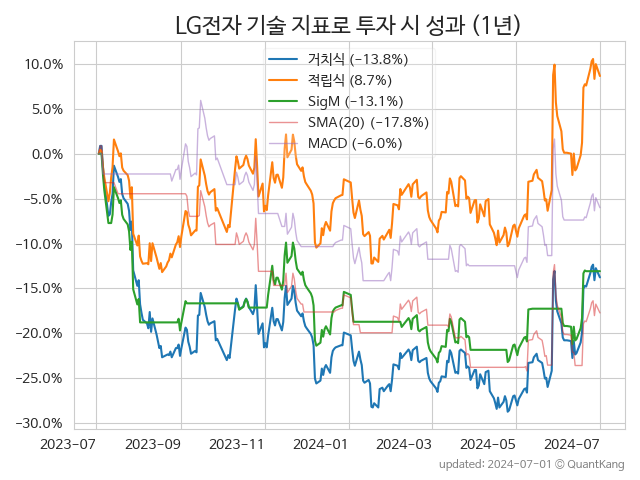 LG전자 기술 지표로 투자 시 성과 (1년)
거치식 (−13.8%)
적립식 (8.7%)
SigM (−13.1%)
SMA(20) (−17.8%)
MACD (−6.0%)
10.0%
5.0%
0.0%
−5.0%
−10.0%
−15.0%
−20.0%
−25.0%
−30.0%
2023-07 2023-09 2023-11 2024-01 2024-03 2024-05 2024-07
updated: 2024-07-01 © QuantKang